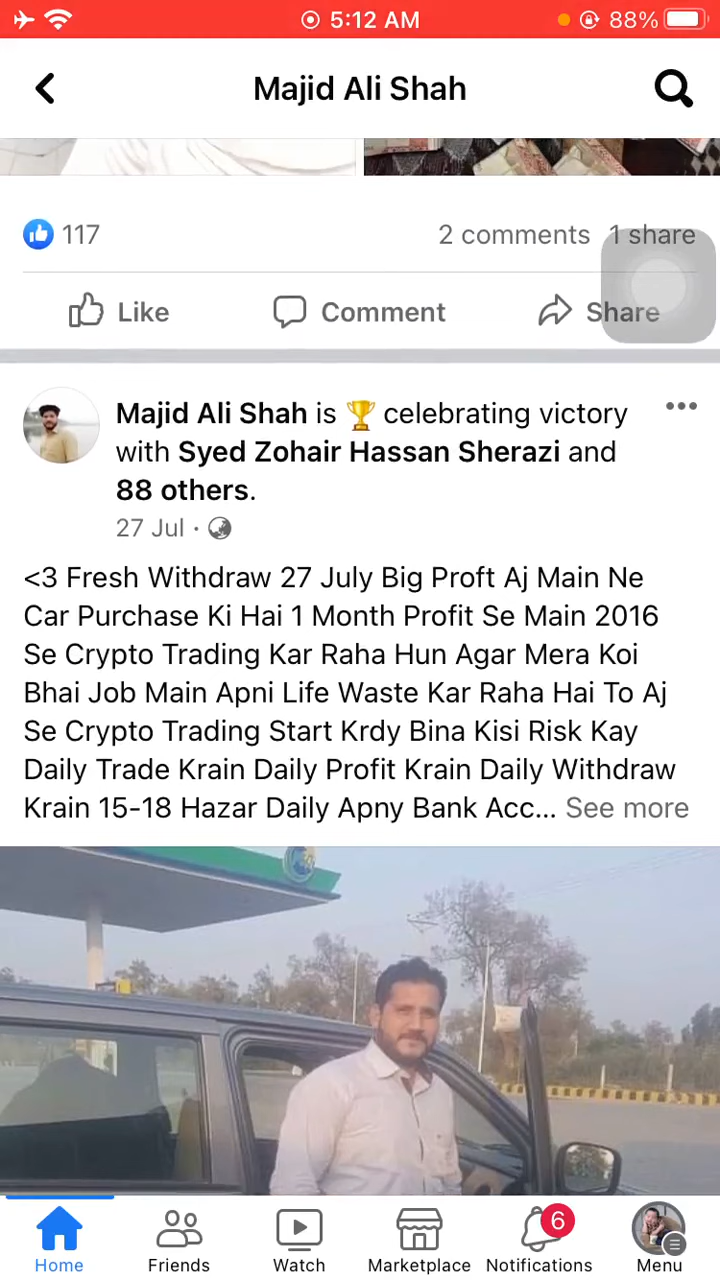 5:12 AM
88%
Majid Ali Shah
117
2 comments 1 share
Like
Comment
Share
Majid Ali Shah is 🏆 celebrating victory
with Syed Zohair Hassan Sherazi and
88 others.
27 Jul ·
<3 Fresh Withdraw 27 July Big Proft Aj Main Ne
Car Purchase Ki Hai 1 Month Profit Se Main 2016
Se Crypto Trading Kar Raha Hun Agar Mera Koi
Bhai Job Main Apni Life Waste Kar Raha Hai To Aj
Se Crypto Trading Start Krdy Bina Kisi Risk Kay
Daily Trade Krain Daily Profit Krain Daily Withdraw
Krain 15-18 Hazar Daily Apny Bank Acc... See more
6
Home
Friends
Watch
Marketplace
Notifications
Menu